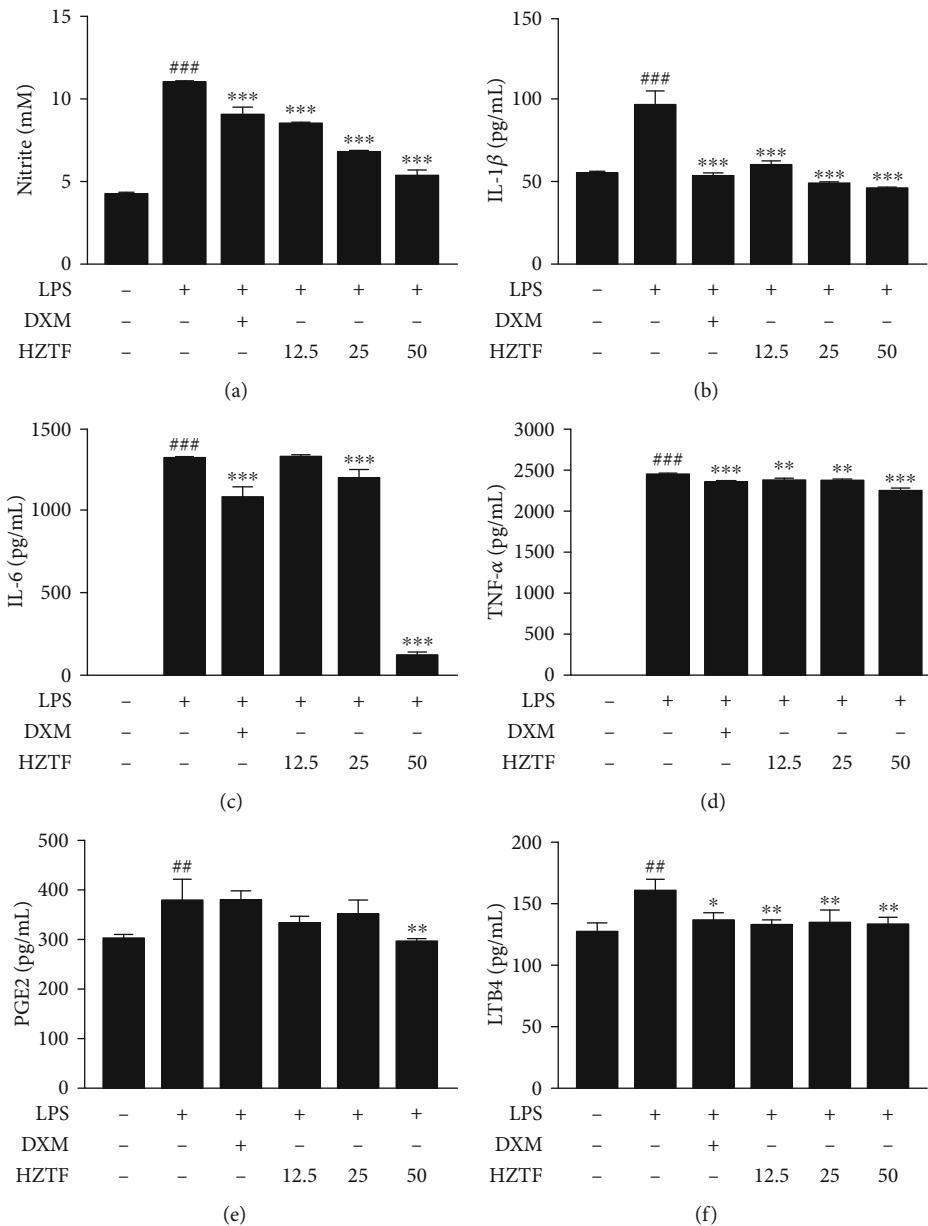 15
10
5
0
Nitrite (mM)
###
***
***
***
***
LPS – + + + + +
DXM – – + – – –
HZTF – – – 12.5 25 50
(a)
150
100
50
0
IL-1β (pg/mL)
###
***
***
***
***
LPS – + + + + +
DXM – – + – – –
HZTF – – – 12.5 25 50
(b)
1500
1000
500
0
IL-6 (pg/mL)
###
***
***
***
LPS – + + + + +
DXM – – + – – –
HZTF – – – 12.5 25 50
(c)
3000
2500
2000
1500
1000
500
0
TNF-α (pg/mL)
###
***
**
**
***
LPS – + + + + +
DXM – – + – – –
HZTF – – – 12.5 25 50
(d)
500
400
300
200
100
0
PGE2 (pg/mL)
##
**
LPS – + + + + +
DXM – – + – – –
HZTF – – – 12.5 25 50
(e)
200
150
100
50
0
LTB4 (pg/mL)
##
*
**
**
**
LPS – + + + + +
DXM – – + – – –
HZTF – – – 12.5 25 50
(f)